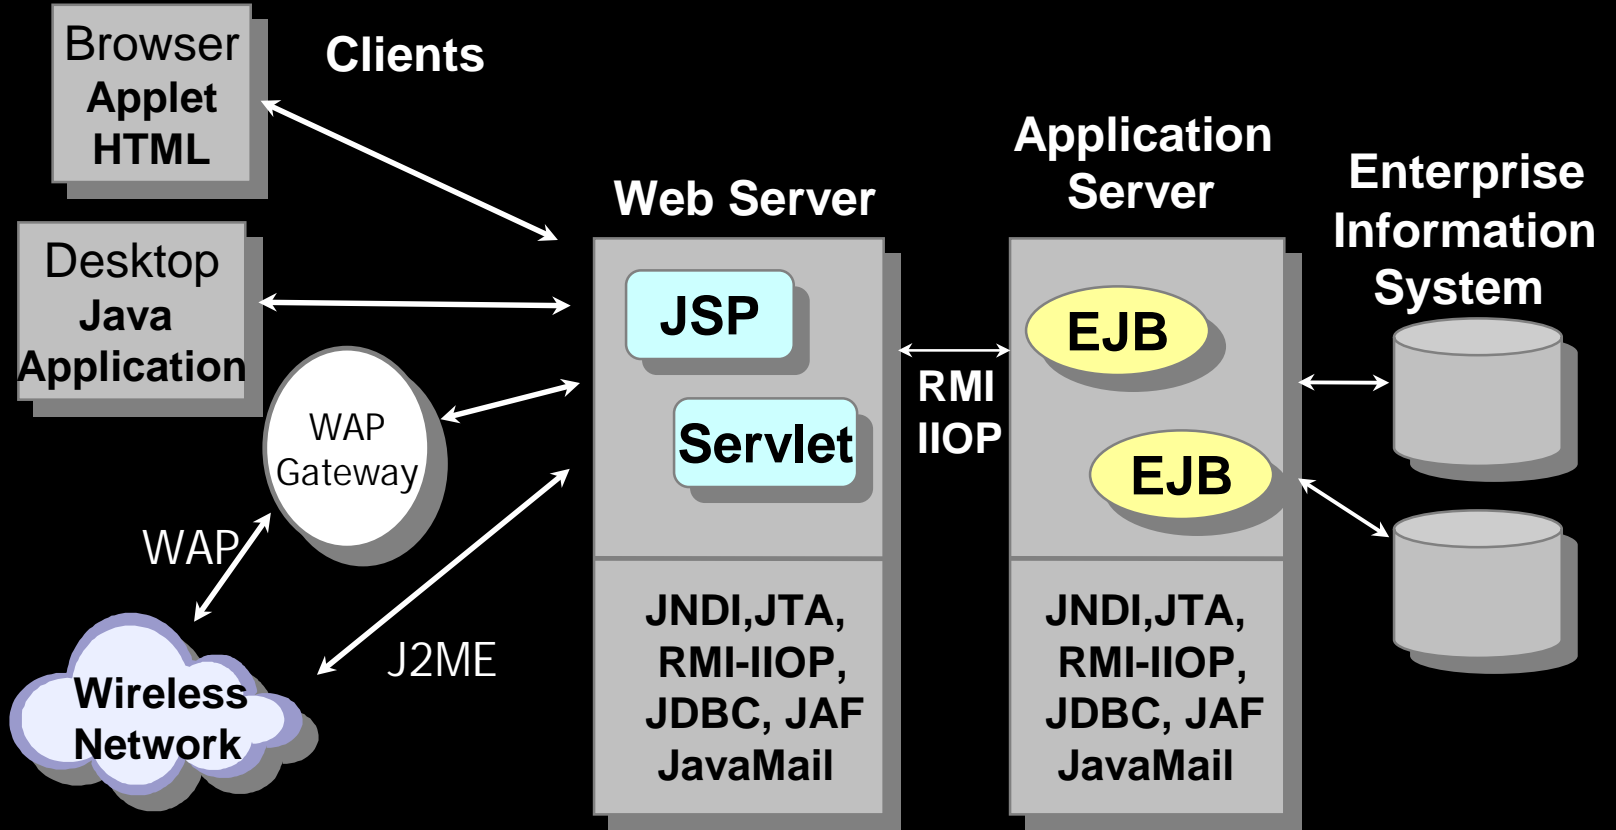 Browser
Applet
HTML
Clients
Desktop
Java
Application
WAP
Gateway
WAP
J2ME
Wireless
Network
Web Server
JSP
Servlet
JNDI,JTA,
RMI-IIOP,
JDBC, JAF
JavaMail
RMI
IIOP
Application
Server
EJB
EJB
JNDI,JTA,
RMI-IIOP,
JDBC, JAF
JavaMail
Enterprise
Information
System